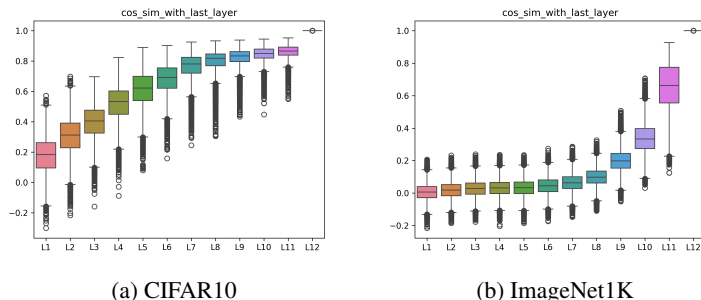 cos_sim_with_last_layer
1.0
0.8
0.6
0.4
0.2
0.0
−0.2
L1 L2 L3 L4 L5 L6 L7 L8 L9 L10 L11 L12
(a) CIFAR10
cos_sim_with_last_layer
1.0
0.8
0.6
0.4
0.2
0.0
−0.2
L1 L2 L3 L4 L5 L6 L7 L8 L9 L10 L11 L12
(b) ImageNet1K